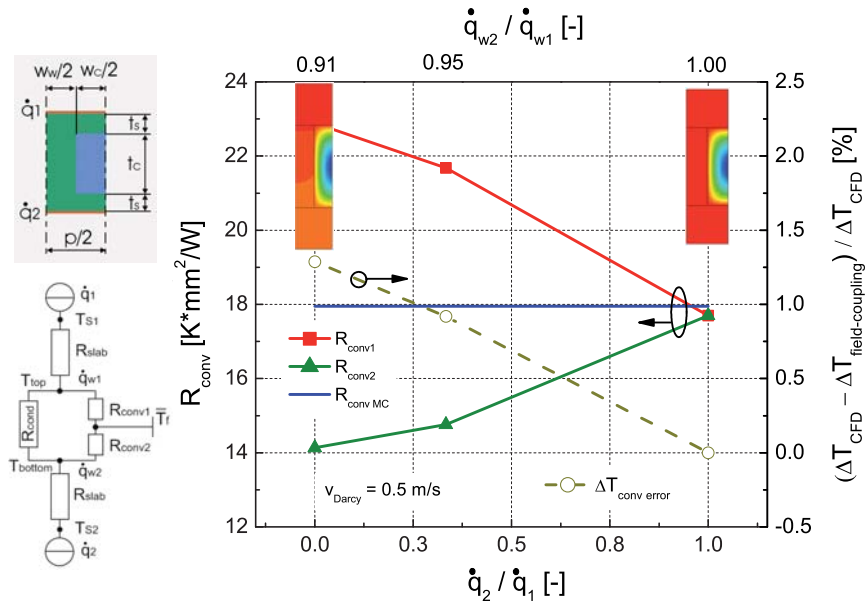 q̇w2 / q̇w1 [-]
0.91 0.95 1.00
ww/2 wc/2
q̇1
ts
tc
ts
q̇2
p/2
q̇1
TS1
Rslab
Ttop q̇w1
Rcond
Rconv1
T̿f
Rconv2
Tbottom q̇w2
Rslab
TS2
q̇2
Rconv [K*mm²/W]
24
22
20
18
16
14
12
Rconv1
Rconv2
Rconv MC
vDarcy = 0.5 m/s
ΔTconv error
0.0 0.3 0.5 0.8 1.0
q̇2 / q̇1 [-]
2.5
2.0
1.5
1.0
0.5
0.0
-0.5
(ΔTCFD − ΔTfield-coupling) / ΔTCFD [%]